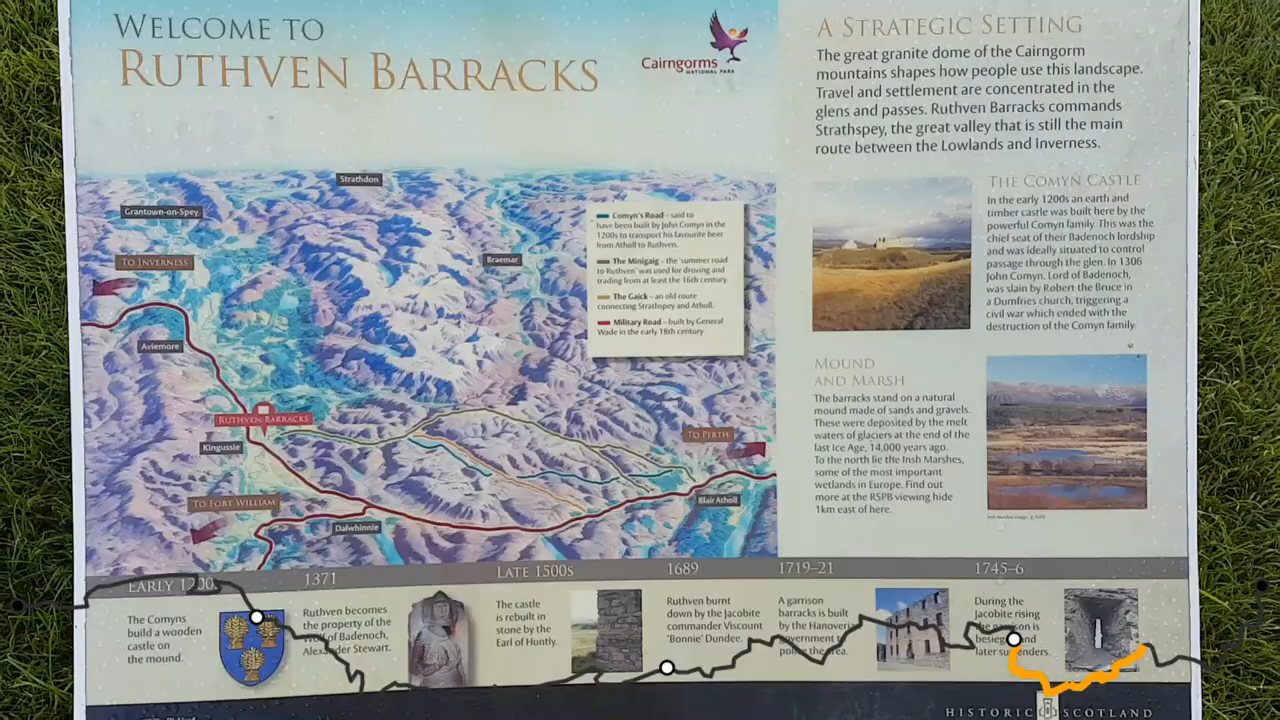 WELCOME TO
RUTHVEN BARRACKS
Cairngorms
NATIONAL PARK
Strathdon
Grantown-on-Spey
TO INVERNESS
Braemar
Aviemore
RUTHVEN BARRACKS
Kingussie
TO FORT WILLIAM
Dalwhinnie
TO PERTH
Blair Atholl
Comyn's Road – said to
have been built by John Comyn in the
1200s to transport his favourite beer
from Atholl to Ruthven.
The Minigaig – the 'summer road
to Ruthven' was used for droving and
trading from at least the 16th century
The Gaick – an old route
connecting Strathspey and Atholl.
Military Road – built by General
Wade in the early 18th century
A STRATEGIC SETTING
The great granite dome of the Cairngorm
mountains shapes how people use this landscape.
Travel and settlement are concentrated in the
glens and passes. Ruthven Barracks commands
Strathspey, the great valley that is still the main
route between the Lowlands and Inverness.
THE COMYN CASTLE
In the early 1200s an earth and
timber castle was built here by the
powerful Comyn family. This was the
chief seat of their Badenoch lordship
and was ideally situated to control
passage through the glen. In 1306
John Comyn, Lord of Badenoch,
was slain by Robert the Bruce in
a Dumfries church, triggering a
civil war which ended with the
destruction of the Comyn family.
MOUND
AND MARSH
The barracks stand on a natural
mound made of sands and gravels.
These were deposited by the melt
waters of glaciers at the end of the
last Ice Age, 14,000 years ago.
To the north lie the Insh Marshes,
some of the most important
wetlands in Europe. Find out
more at the RSPB viewing hide
1km east of here.
EARLY 1200s
The Comyns
build a wooden
castle on
the mound.
1371
Ruthven becomes
the property of the
Wolf of Badenoch,
Alexander Stewart.
LATE 1500s
The castle
is rebuilt in
stone by the
Earl of Huntly.
1689
Ruthven burnt
down by the Jacobite
commander Viscount
'Bonnie' Dundee.
1719–21
A garrison
barracks is built
by the Hanoverian
government to
police the area.
1745–6
During the
Jacobite rising
the garrison is
besieged and
later surrenders.
HISTORIC SCOTLAND